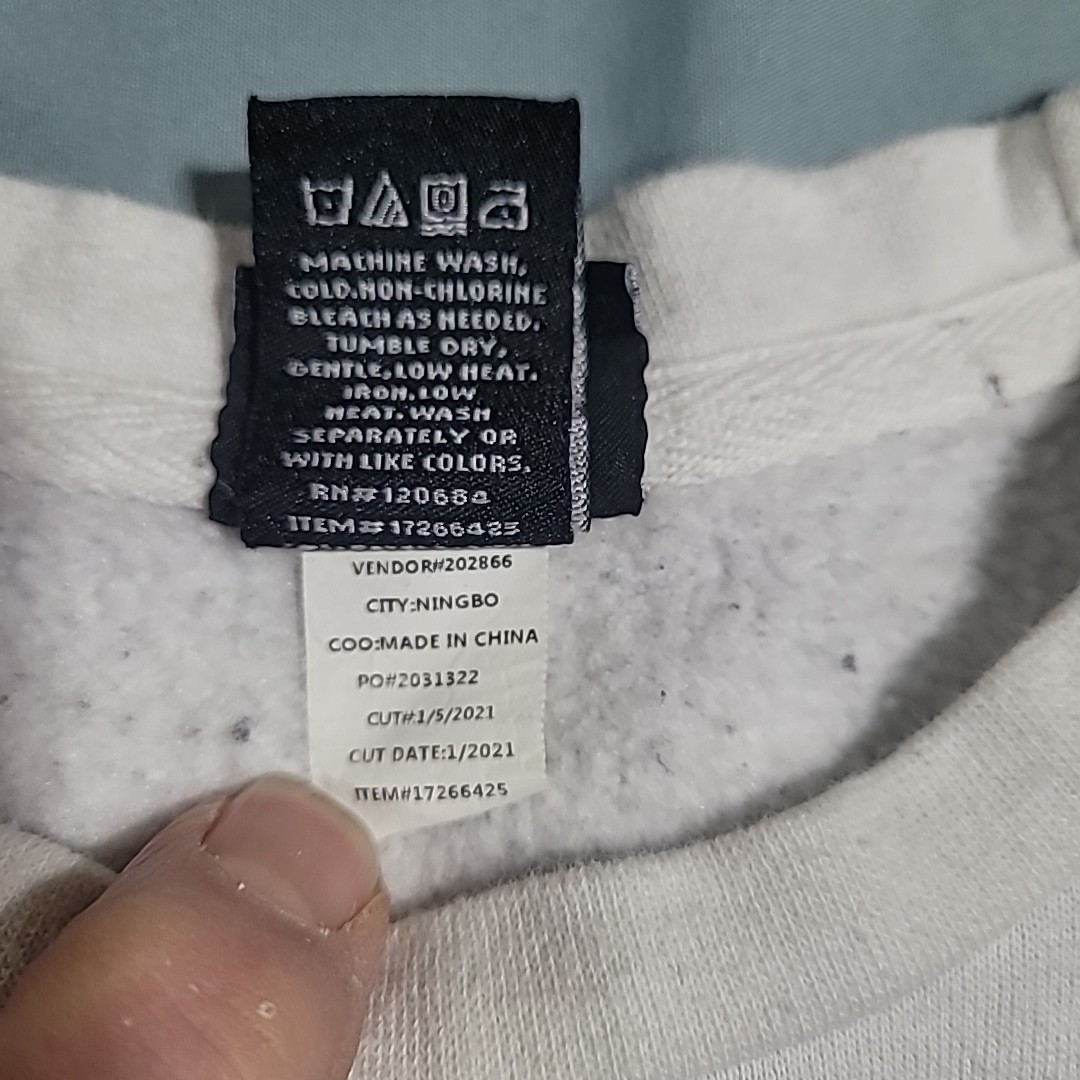 MACHINE WASH,
COLD.NON-CHLORINE
BLEACH AS NEEDED.
TUMBLE DRY,
GENTLE,LOW HEAT.
IRON,LOW
HEAT.WASH
SEPARATELY OR
WITH LIKE COLORS.
RN#120684
ITEM#17266425
VENDOR#202866
CITY:NINGBO
COO:MADE IN CHINA
PO#2031322
CUT#:1/5/2021
CUT DATE:1/2021
ITEM#17266425